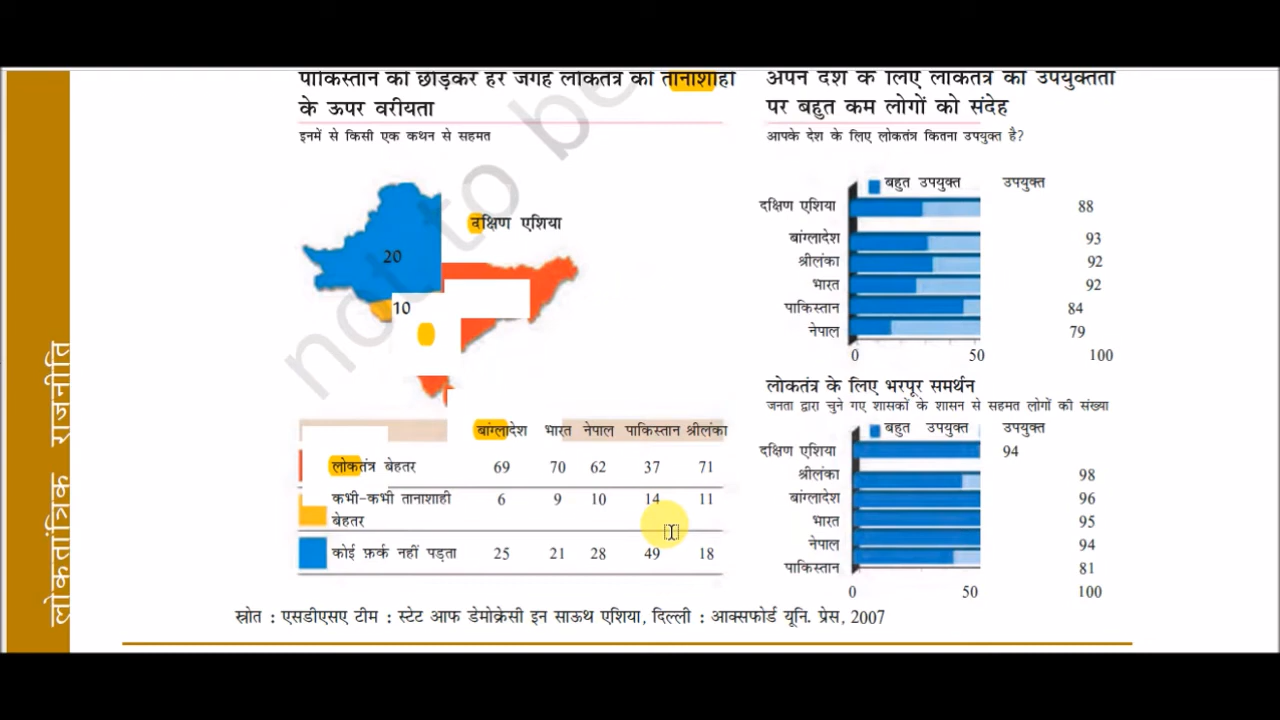 पाकिस्तान को छोड़कर हर जगह लोकतंत्र की तानाशाही
के ऊपर वरीयता
इनमें से किसी एक कथन से सहमत
20
10
दक्षिण एशिया
बांग्लादेश भारत नेपाल पाकिस्तान श्रीलंका
लोकतंत्र बेहतर 69 70 62 37 71
कभी-कभी तानाशाही 6 9 10 14 11
बेहतर
कोई फ़र्क नहीं पड़ता 25 21 28 49 18
अपने देश के लिए लोकतंत्र की उपयुक्तता
पर बहुत कम लोगों को संदेह
आपके देश के लिए लोकतंत्र कितना उपयुक्त है?
बहुत उपयुक्त उपयुक्त
दक्षिण एशिया 88
बांग्लादेश 93
श्रीलंका 92
भारत 92
पाकिस्तान 84
नेपाल 79
0 50 100
लोकतंत्र के लिए भरपूर समर्थन
जनता द्वारा चुने गए शासकों के शासन से सहमत लोगों की संख्या
बहुत उपयुक्त उपयुक्त
दक्षिण एशिया 94
श्रीलंका 98
बांग्लादेश 96
भारत 95
नेपाल 94
पाकिस्तान 81
0 50 100
स्रोत : एसडीएसए टीम : स्टेट आफ डेमोक्रेसी इन साऊथ एशिया, दिल्ली : आक्सफोर्ड यूनि. प्रेस, 2007
लोकतांत्रिक राजनीति
not to be